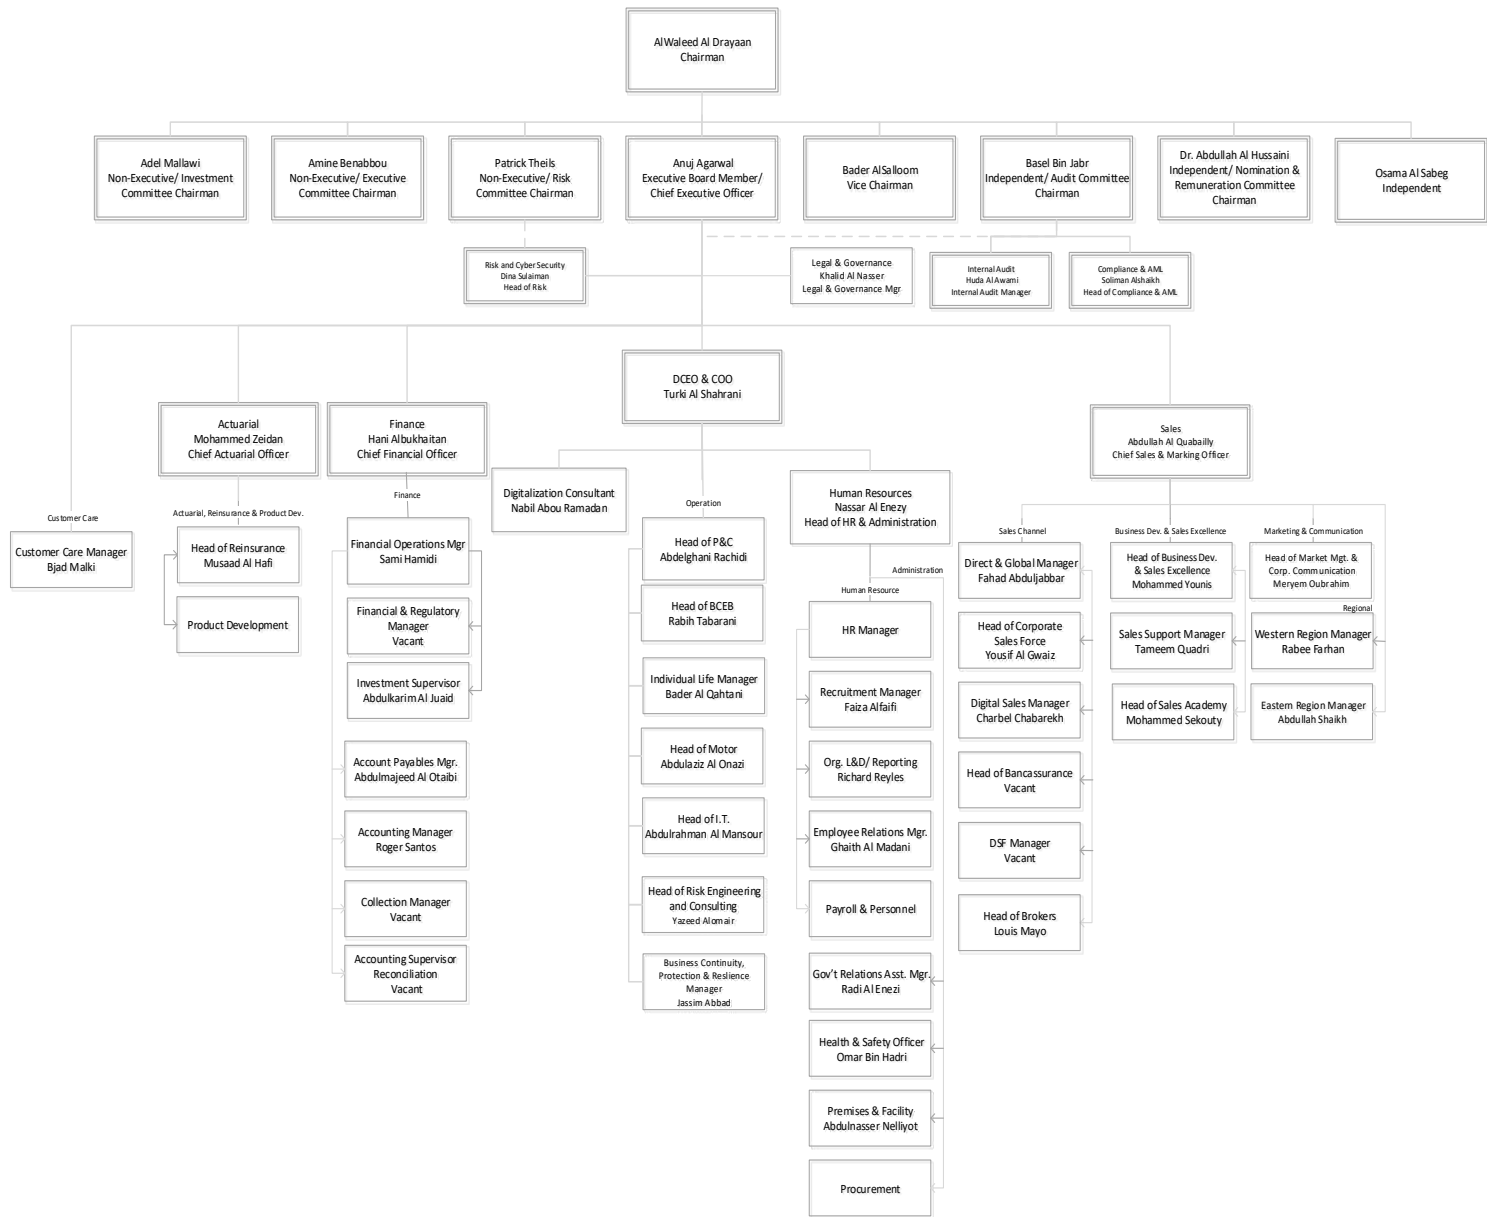 AlWaleed Al Drayaan
Chairman
Adel Mallawi
Non-Executive/ Investment
Committee Chairman
Amine Benabbou
Non-Executive/ Executive
Committee Chairman
Patrick Theils
Non-Executive/ Risk
Committee Chairman
Anuj Agarwal
Executive Board Member/
Chief Executive Officer
Bader AlSalloom
Vice Chairman
Basel Bin Jabr
Independent/ Audit Committee
Chairman
Dr. Abdullah Al Hussaini
Independent/ Nomination &
Remuneration Committee
Chairman
Osama Al Sabeg
Independent
Risk and Cyber Security
Dina Sulaiman
Head of Risk
Legal & Governance
Khalid Al Nasser
Legal & Governance Mgr
Internal Audit
Huda Al Awami
Internal Audit Manager
Compliance & AML
Soliman Alshaikh
Head of Compliance & AML
DCEO & COO
Turki Al Shahrani
Actuarial
Mohammed Zeidan
Chief Actuarial Officer
Finance
Hani Albukhaitan
Chief Financial Officer
Sales
Abdullah Al Quabailly
Chief Sales & Marking Officer
Customer Care
Customer Care Manager
Bjad Malki
Actuarial, Reinsurance & Product Dev.
Head of Reinsurance
Musaad Al Hafi
Product Development
Finance
Financial Operations Mgr
Sami Hamidi
Financial & Regulatory
Manager
Vacant
Investment Supervisor
Abdulkarim Al Juaid
Account Payables Mgr.
Abdulmajeed Al Otaibi
Accounting Manager
Roger Santos
Collection Manager
Vacant
Accounting Supervisor
Reconciliation
Vacant
Digitalization Consultant
Nabil Abou Ramadan
Operation
Head of P&C
Abdelghani Rachidi
Head of BCEB
Rabih Tabarani
Individual Life Manager
Bader Al Qahtani
Head of Motor
Abdulaziz Al Onazi
Head of I.T.
Abdulrahman Al Mansour
Head of Risk Engineering
and Consulting
Yazeed Alomair
Business Continuity,
Protection & Reslience
Manager
Jassim Abbad
Human Resources
Nassar Al Enezy
Head of HR & Administration
Administration
Human Resource
HR Manager
Recruitment Manager
Faiza Alfaifi
Org. L&D/ Reporting
Richard Reyles
Employee Relations Mgr.
Ghaith Al Madani
Payroll & Personnel
Gov't Relations Asst. Mgr.
Radi Al Enezi
Health & Safety Officer
Omar Bin Hadri
Premises & Facility
Abdulnasser Nelliyot
Procurement
Sales Channel
Direct & Global Manager
Fahad Abduljabbar
Head of Corporate
Sales Force
Yousif Al Gwaiz
Digital Sales Manager
Charbel Chabarekh
Head of Bancassurance
Vacant
DSF Manager
Vacant
Head of Brokers
Louis Mayo
Business Dev. & Sales Excellence
Head of Business Dev.
& Sales Excellence
Mohammed Younis
Sales Support Manager
Tameem Quadri
Head of Sales Academy
Mohammed Sekouty
Marketing & Communication
Head of Market Mgt. &
Corp. Communication
Meryem Oubrahim
Regional
Western Region Manager
Rabee Farhan
Eastern Region Manager
Abdullah Shaikh